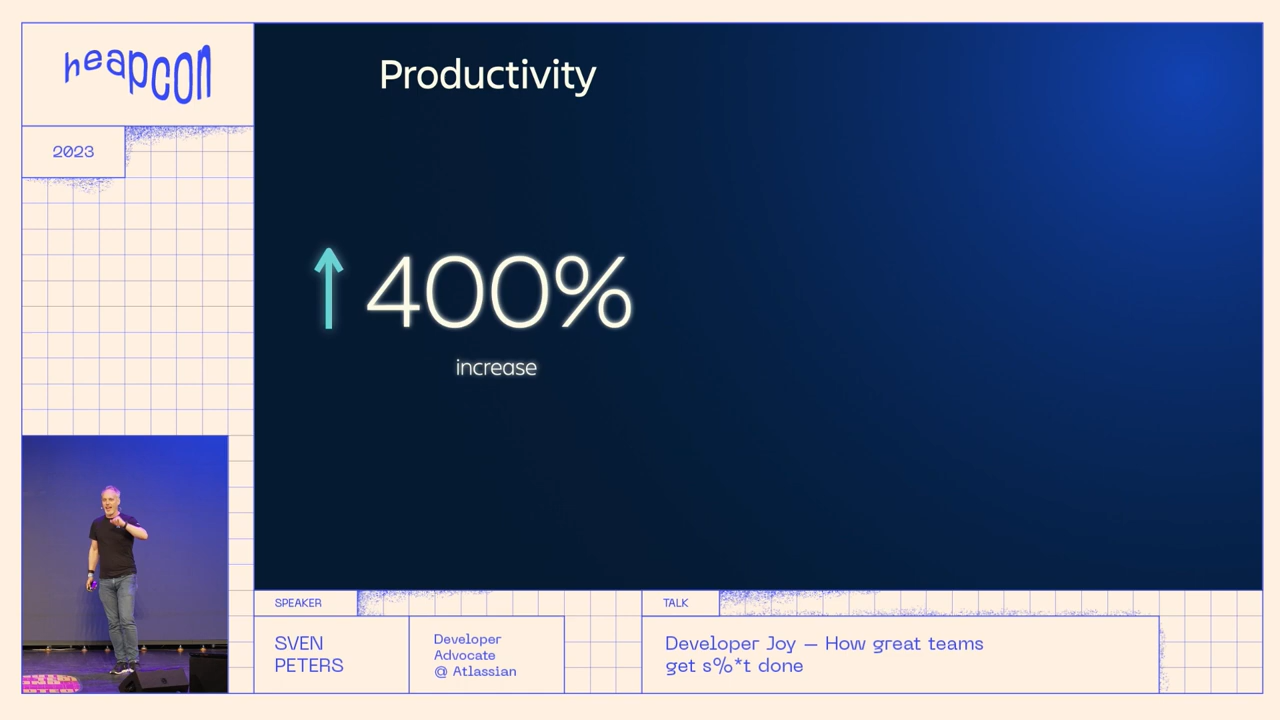 heapcon
2023
Productivity
↑ 400%
increase
SPEAKER
SVEN
PETERS
Developer
Advocate
@ Atlassian
TALK
Developer Joy – How great teams
get s%*t done